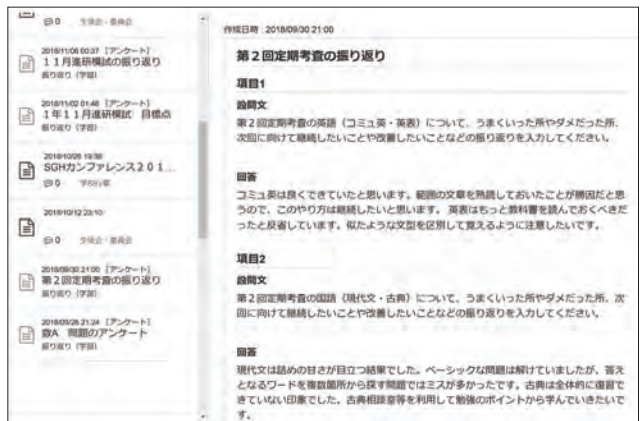 0 生徒会・委員会
2018/11/06 00:37 [アンケート]
11月進研模試の振り返り
振り返り (学習)
2018/11/02 01:46 [アンケート]
1年11月進研模試 目標点
振り返り (学習)
2018/10/26 19:38
SGHカンファレンス201...
0 学校行事
2018/10/12 23:10
0 生徒会・委員会
2018/09/30 21:00 [アンケート]
第2回定期考査の振り返り
振り返り (学習)
2018/09/28 21:24 [アンケート]
数A 問題のアンケート
振り返り (学習)
作成日時 : 2018/09/30 21:00
第2回定期考査の振り返り
項目1
設問文
第2回定期考査の英語(コミュ英・英表)について、うまくいった所やダメだった所、
次回に向けて継続したいことや改善したいことなどの振り返りを入力してください。
回答
コミュ英は良くできていたと思います。範囲の文章を熟読しておいたことが勝因だと思
うので、このやり方は継続したいと思います。 英表はもっと教科書を読んでおくべきだ
ったと反省しています。似たような文型を区別して覚えるように注意したいです。
項目2
設問文
第2回定期考査の国語(現代文・古典)について、うまくいった所やダメだった所、次
回に向けて継続したいことや改善したいことなどの振り返りを入力してください。
回答
現代文は詰めの甘さが目立つ結果でした。ベーシックな問題は解けていましたが、答え
となるワードを複数箇所から探す問題ではミスが多かったです。古典は全体的に復習で
きていない印象でした。古典相談室等を利用して勉強のポイントから学んでいきたいで
す。